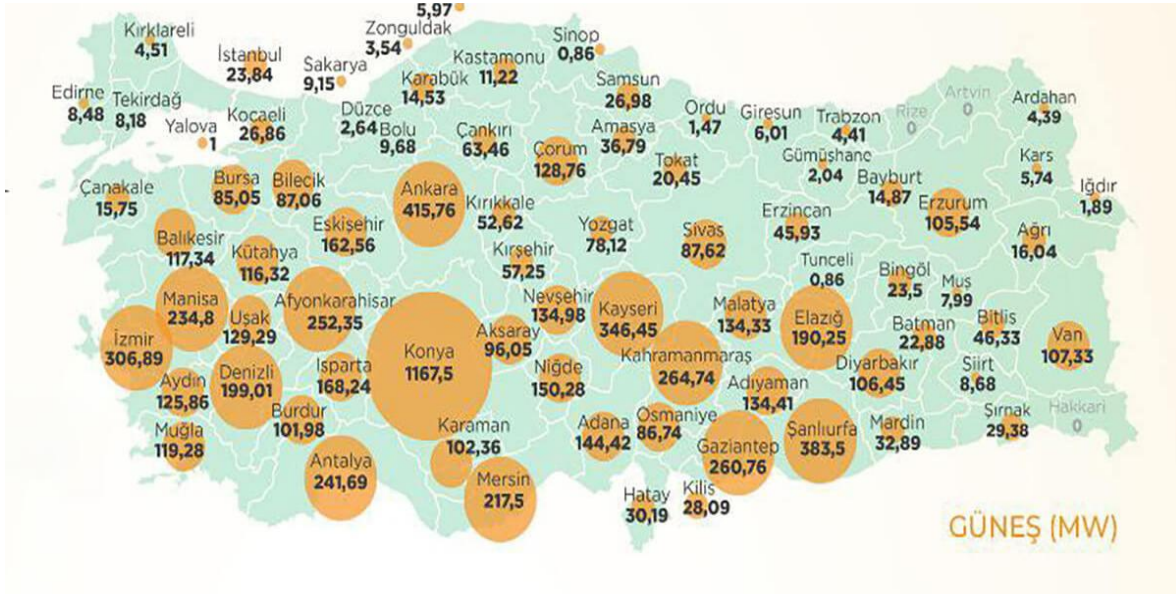 5,97
Zonguldak
3,54
Kırklareli
4,51
İstanbul
23,84
Sakarya
9,15
Karabük
14,53
Kastamonu
11,22
Sinop
0,86
Samsun
26,98
Edirne
8,48
Tekirdağ
8,18
Yalova
1
Kocaeli
26,86
Düzce
2,64
Bolu
9,68
Çankırı
63,46
Çorum
128,76
Amasya
36,79
Ordu
1,47
Giresun
6,01
Trabzon
4,41
Rize
0
Artvin
0
Ardahan
4,39
Tokat
20,45
Gümüşhane
2,04
Bayburt
14,87
Kars
5,74
Iğdır
1,89
Çanakale
15,75
Bursa
85,05
Bilecik
87,06
Eskişehir
162,56
Ankara
415,76
Kırıkkale
52,62
Yozgat
78,12
Sivas
87,62
Erzincan
45,93
Erzurum
105,54
Ağrı
16,04
Balıkesir
117,34
Kütahya
116,32
Kırşehir
57,25
Tunceli
0,86
Bingöl
23,5
Muş
7,99
Manisa
234,8
Uşak
129,29
Afyonkarahisar
252,35
Nevşehir
134,98
Kayseri
346,45
Malatya
134,33
Elazığ
190,25
Batman
22,88
Bitlis
46,33
Van
107,33
İzmir
306,89
Konya
1167,5
Aksaray
96,05
Kahramanmaraş
264,74
Diyarbakır
106,45
Siirt
8,68
Aydın
125,86
Denizli
199,01
Isparta
168,24
Niğde
150,28
Adıyaman
134,41
Burdur
101,98
Muğla
119,28
Karaman
102,36
Adana
144,42
Osmaniye
86,74
Gaziantep
260,76
Şanlıurfa
383,5
Mardin
32,89
Şırnak
29,38
Hakkari
0
Antalya
241,69
Mersin
217,5
Hatay
30,19
Kilis
28,09
GÜNEŞ (MW)